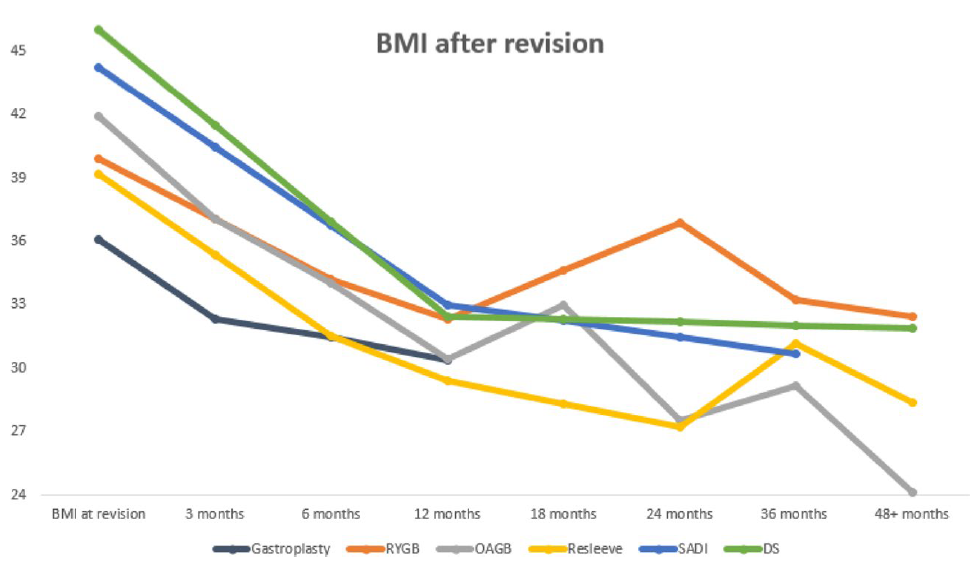 BMI after revision
45
42
39
36
33
30
27
24
BMI at revision 3 months 6 months 12 months 18 months 24 months 36 months 48+ months
Gastroplasty RYGB OAGB Resleeve SADI DS